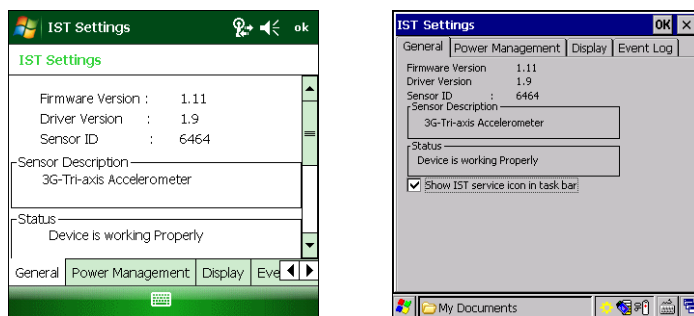 IST Settings
ok
IST Settings
Firmware Version : 1.11
Driver Version : 1.9
Sensor ID : 6464
Sensor Description
3G-Tri-axis Accelerometer
Status
Device is working Properly
General Power Management Display Eve
IST Settings OK
General Power Management Display Event Log
Firmware Version 1.11
Driver Version 1.9
Sensor ID : 6464
Sensor Description
3G-Tri-axis Accelerometer
Status
Device is working Properly
Show IST service icon in task bar
My Documents